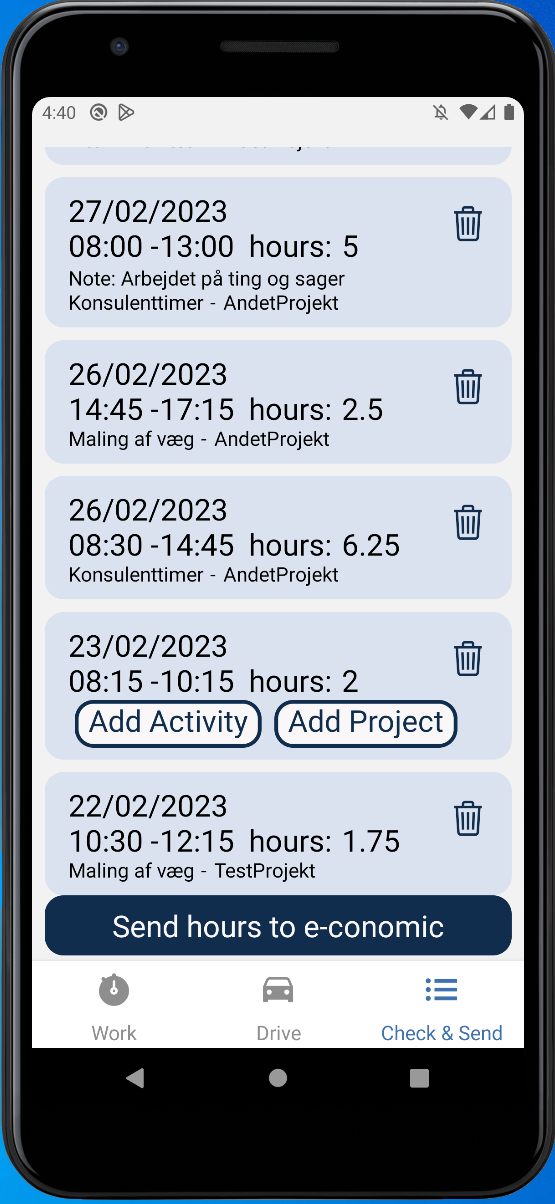 4:40
27/02/2023
08:00 -13:00 hours: 5
Note: Arbejdet på ting og sager
Konsulenttimer - AndetProjekt
26/02/2023
14:45 -17:15 hours: 2.5
Maling af væg - AndetProjekt
26/02/2023
08:30 -14:45 hours: 6.25
Konsulenttimer - AndetProjekt
23/02/2023
08:15 -10:15 hours: 2
Add Activity Add Project
22/02/2023
10:30 -12:15 hours: 1.75
Maling af væg - TestProjekt
Send hours to e-conomic
Work Drive Check & Send